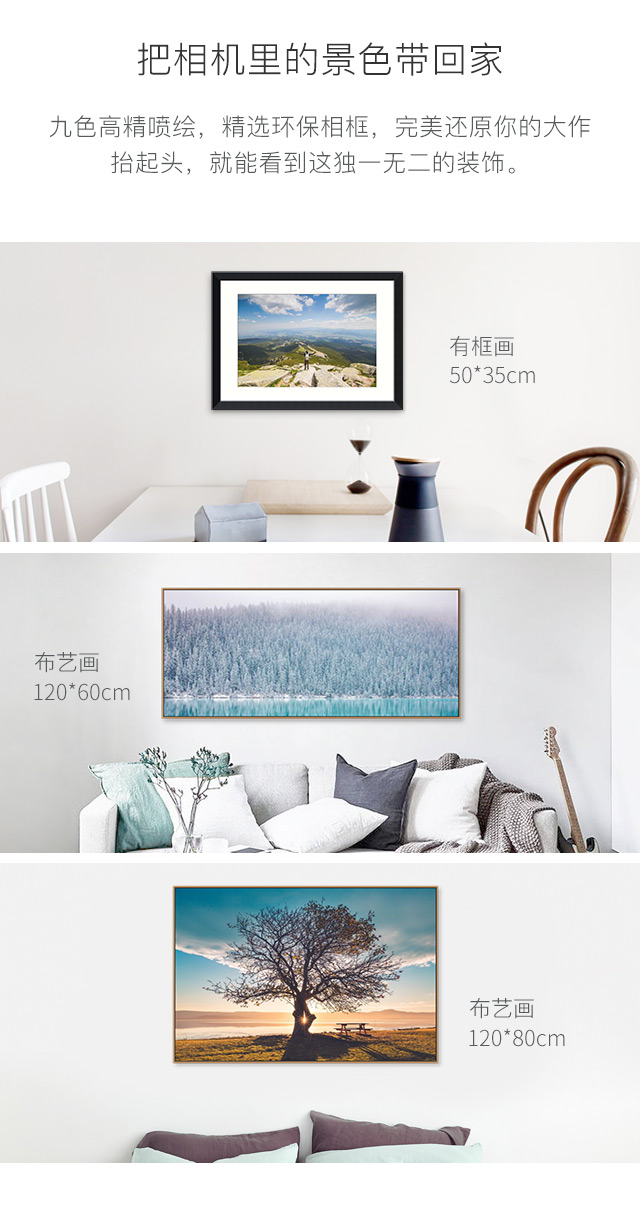 把相机里的景色带回家
九色高精喷绘，精选环保相框，完美还原你的大作
抬起头，就能看到这独一无二的装饰。
有框画
50*35cm
布艺画
120*60cm
布艺画
120*80cm